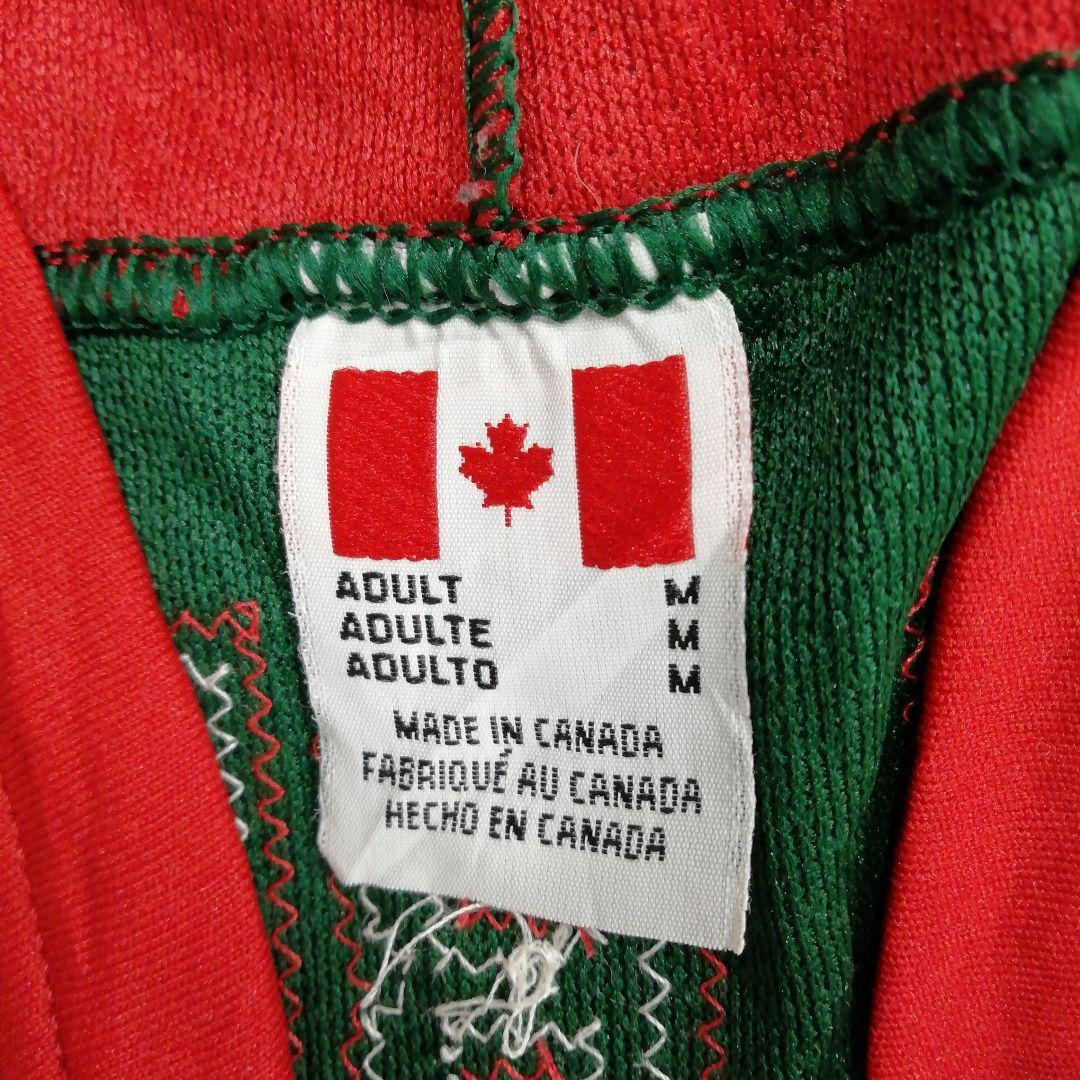 ADULT M
ADULTE M
ADULTO M
MADE IN CANADA
FABRIQUÉ AU CANADA
HECHO EN CANADA